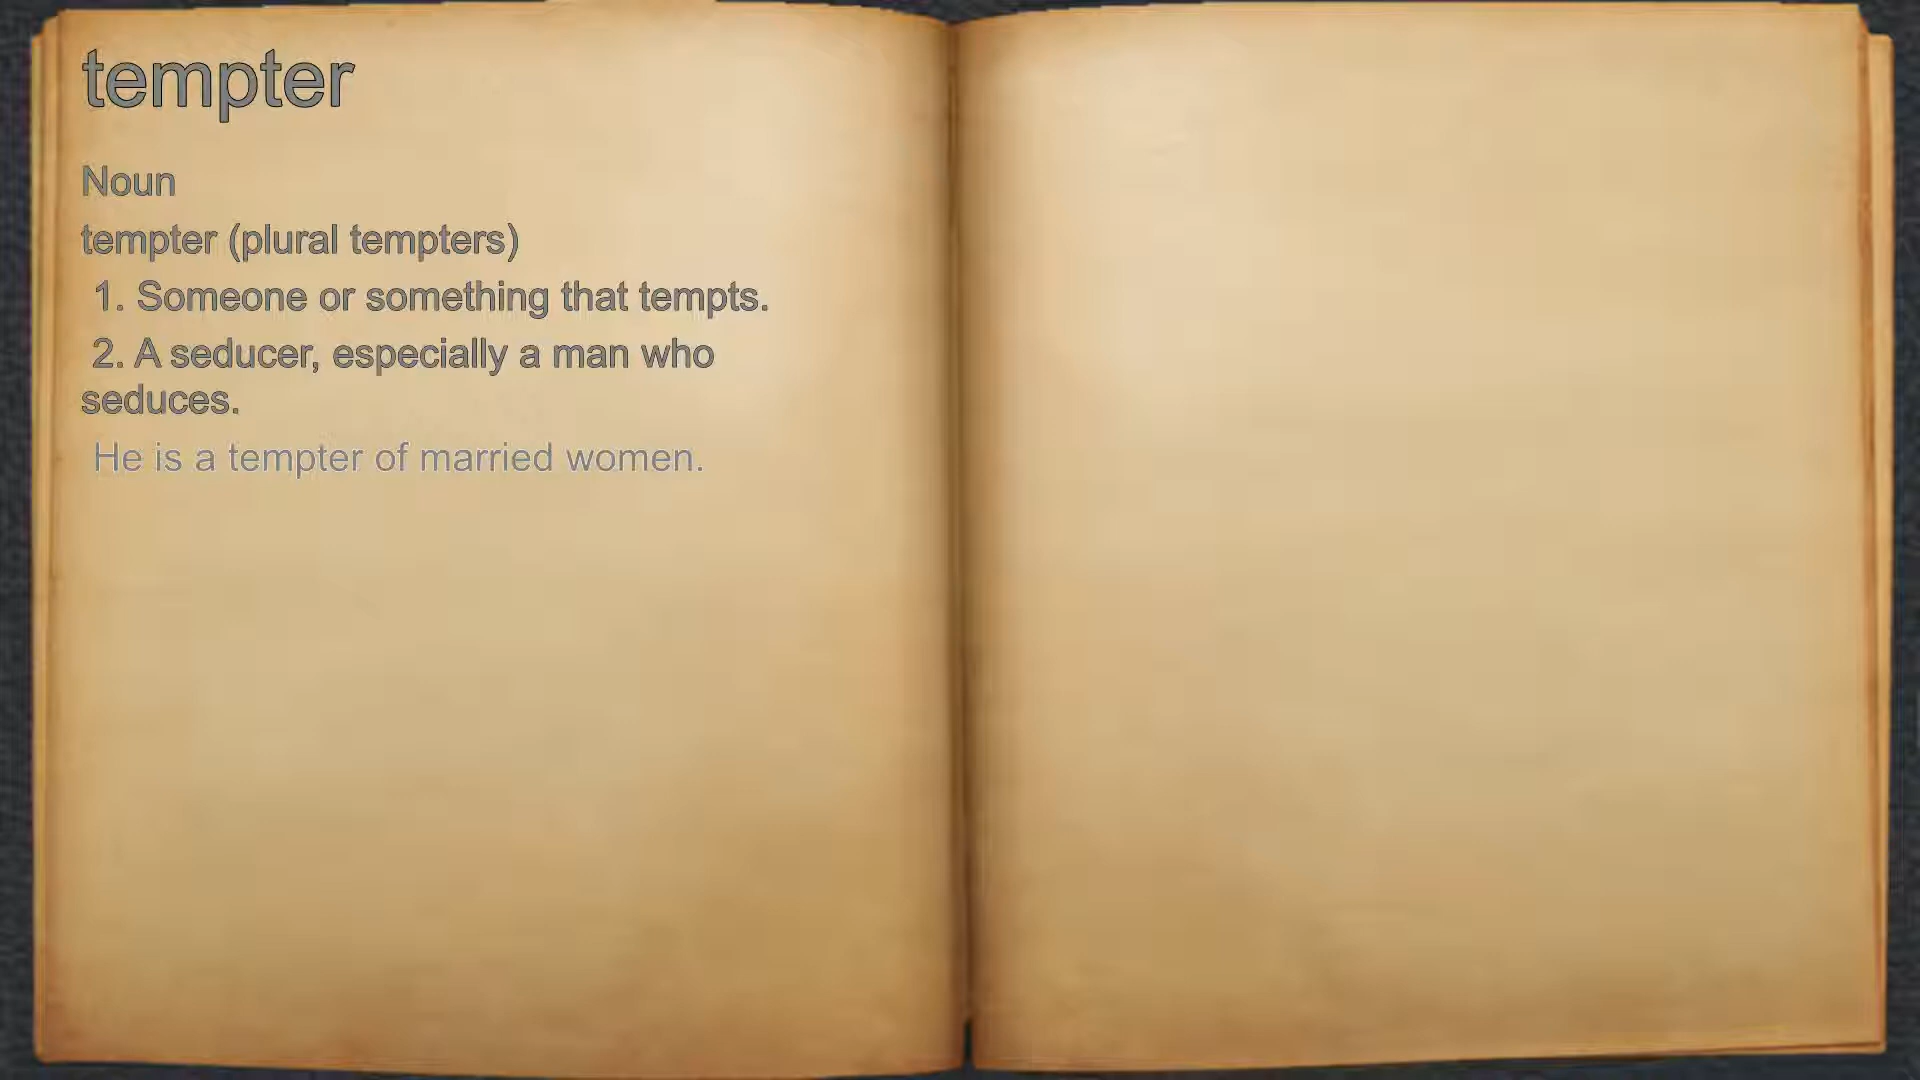 tempter
Noun
tempter (plural tempters)
1. Someone or something that tempts.
2. A seducer, especially a man who
seduces.
He is a tempter of married women.